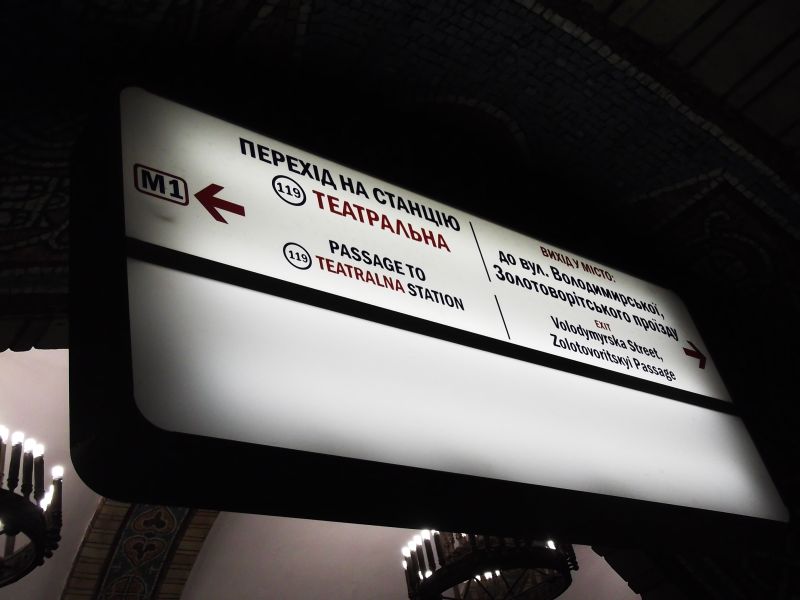 M1
ПЕРЕХІД НА СТАНЦІЮ
119 ТЕАТРАЛЬНА
PASSAGE TO
119 TEATRALNA STATION
ВИХІД У МІСТО:
до вул. Володимирської,
Золотоворітського проїзду
EXIT
Volodymyrska Street,
Zolotovoritskyi Passage